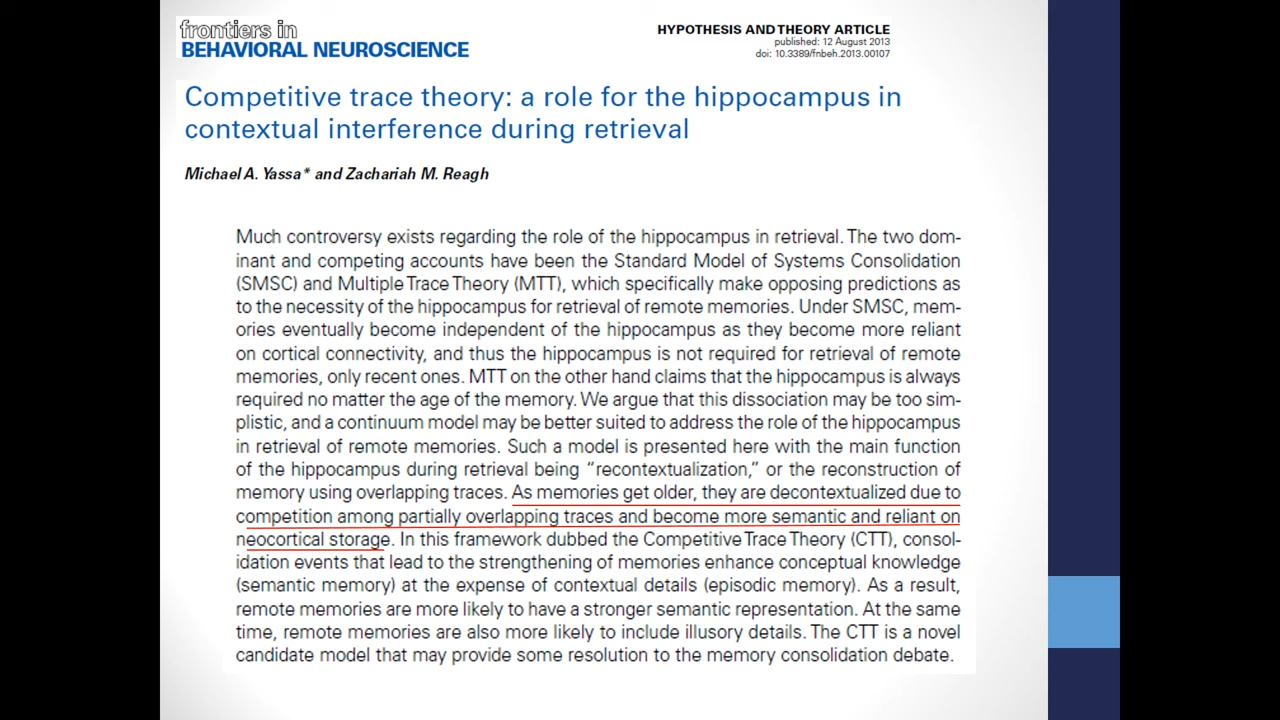 frontiers in
BEHAVIORAL NEUROSCIENCE
HYPOTHESIS AND THEORY ARTICLE
published: 12 August 2013
doi: 10.3389/fnbeh.2013.00107
Competitive trace theory: a role for the hippocampus in
contextual interference during retrieval
Michael A. Yassa* and Zachariah M. Reagh
Much controversy exists regarding the role of the hippocampus in retrieval. The two dom-
inant and competing accounts have been the Standard Model of Systems Consolidation
(SMSC) and Multiple Trace Theory (MTT), which specifically make opposing predictions as
to the necessity of the hippocampus for retrieval of remote memories. Under SMSC, mem-
ories eventually become independent of the hippocampus as they become more reliant
on cortical connectivity, and thus the hippocampus is not required for retrieval of remote
memories, only recent ones. MTT on the other hand claims that the hippocampus is always
required no matter the age of the memory. We argue that this dissociation may be too sim-
plistic, and a continuum model may be better suited to address the role of the hippocampus
in retrieval of remote memories. Such a model is presented here with the main function
of the hippocampus during retrieval being “recontextualization,” or the reconstruction of
memory using overlapping traces. As memories get older, they are decontextualized due to
competition among partially overlapping traces and become more semantic and reliant on
neocortical storage. In this framework dubbed the Competitive Trace Theory (CTT), consol-
idation events that lead to the strengthening of memories enhance conceptual knowledge
(semantic memory) at the expense of contextual details (episodic memory). As a result,
remote memories are more likely to have a stronger semantic representation. At the same
time, remote memories are also more likely to include illusory details. The CTT is a novel
candidate model that may provide some resolution to the memory consolidation debate.